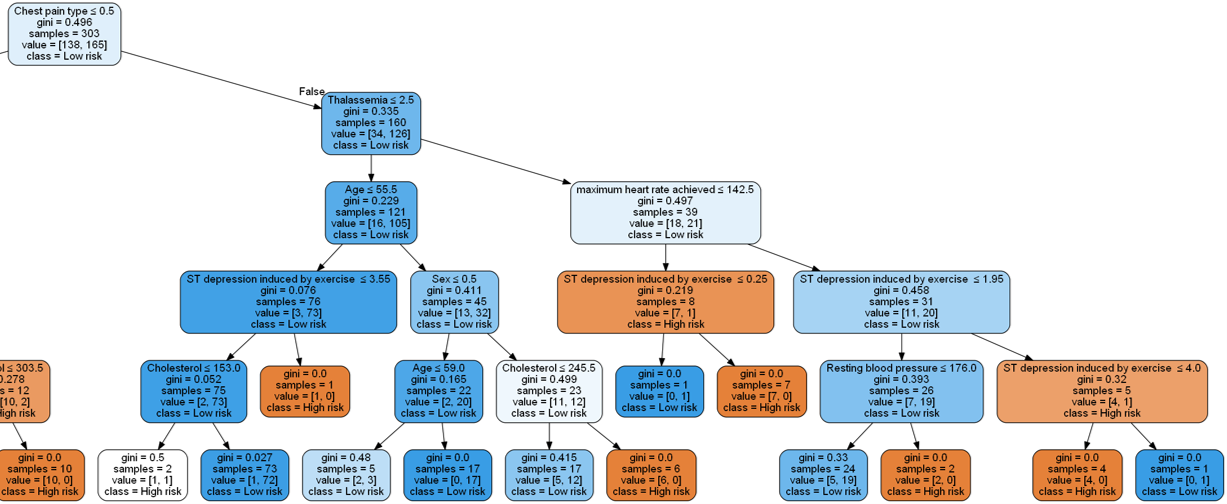 Chest pain type ≤ 0.5
gini = 0.496
samples = 303
value = [138, 165]
class = Low risk
False
Thalassemia ≤ 2.5
gini = 0.335
samples = 160
value = [34, 126]
class = Low risk
Age ≤ 55.5
gini = 0.229
samples = 121
value = [16, 105]
class = Low risk
maximum heart rate achieved ≤ 142.5
gini = 0.497
samples = 39
value = [18, 21]
class = Low risk
ST depression induced by exercise ≤ 3.55
gini = 0.076
samples = 76
value = [3, 73]
class = Low risk
Sex ≤ 0.5
gini = 0.411
samples = 45
value = [13, 32]
class = Low risk
ST depression induced by exercise ≤ 0.25
gini = 0.219
samples = 8
value = [7, 1]
class = High risk
ST depression induced by exercise ≤ 1.95
gini = 0.458
samples = 31
value = [11, 20]
class = Low risk
≤ 303.5
0.278
= 12
[10, 2]
High risk
Cholesterol ≤ 153.0
gini = 0.052
samples = 75
value = [2, 73]
class = Low risk
gini = 0.0
samples = 1
value = [1, 0]
class = High risk
Age ≤ 59.0
gini = 0.165
samples = 22
value = [2, 20]
class = Low risk
Cholesterol ≤ 245.5
gini = 0.499
samples = 23
value = [11, 12]
class = Low risk
gini = 0.0
samples = 1
value = [0, 1]
class = Low risk
gini = 0.0
samples = 7
value = [7, 0]
class = High risk
Resting blood pressure ≤ 176.0
gini = 0.393
samples = 26
value = [7, 19]
class = Low risk
ST depression induced by exercise ≤ 4.0
gini = 0.32
samples = 5
value = [4, 1]
class = High risk
gini = 0.0
samples = 10
value = [10, 0]
class = High risk
gini = 0.5
samples = 2
value = [1, 1]
class = High risk
gini = 0.027
samples = 73
value = [1, 72]
class = Low risk
gini = 0.48
samples = 5
value = [2, 3]
class = Low risk
gini = 0.0
samples = 17
value = [0, 17]
class = Low risk
gini = 0.415
samples = 17
value = [5, 12]
class = Low risk
gini = 0.0
samples = 6
value = [6, 0]
class = High risk
gini = 0.33
samples = 24
value = [5, 19]
class = Low risk
gini = 0.0
samples = 2
value = [2, 0]
class = High risk
gini = 0.0
samples = 4
value = [4, 0]
class = High risk
gini = 0.0
samples = 1
value = [0, 1]
class = Low risk